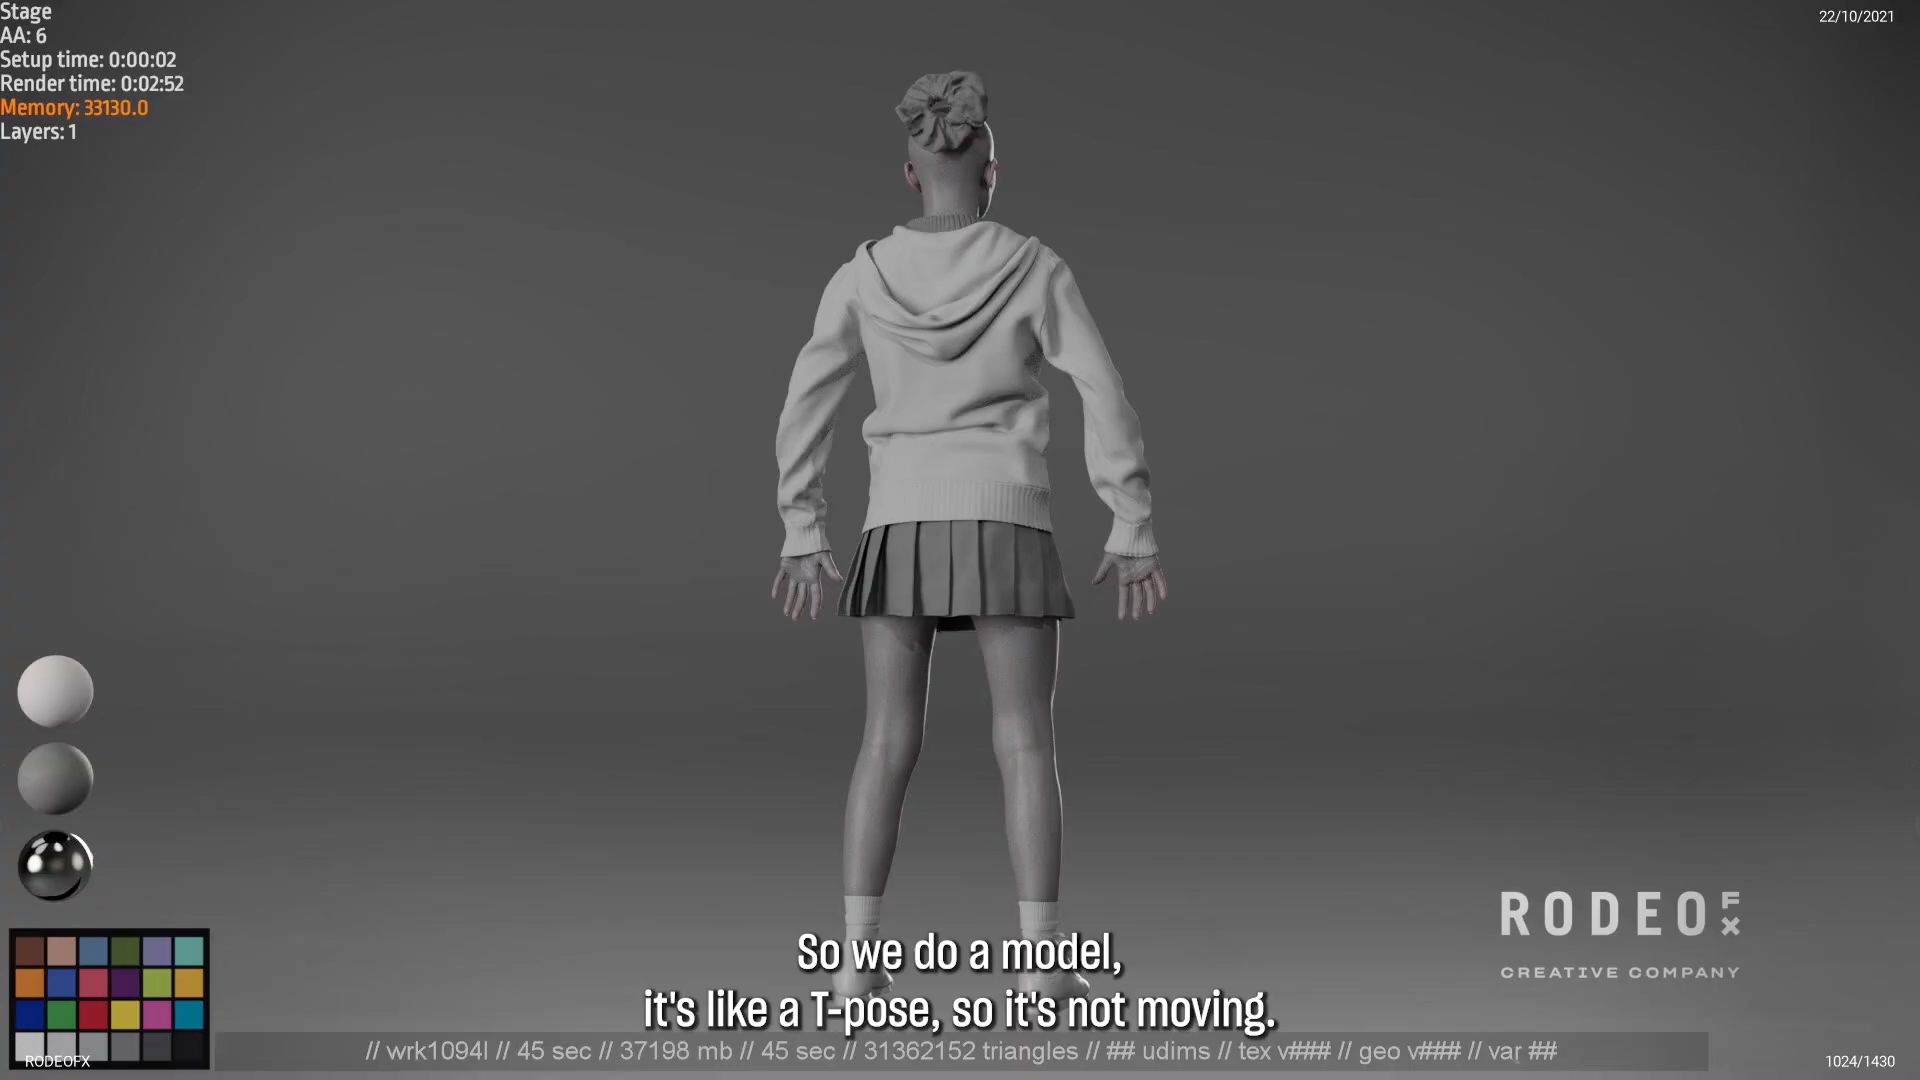 Stage
AA: 6
Setup time: 0:00:02
Render time: 0:02:52
Memory: 33130.0
Layers: 1
22/10/2021
RODEO FX
CREATIVE COMPANY
So we do a model,
it's like a T-pose, so it's not moving.
// wrk1094l // 45 sec // 37198 mb // 45 sec // 31362152 triangles // ## udims // tex v### // geo v### // var ##
RODEOFX
1024/1430